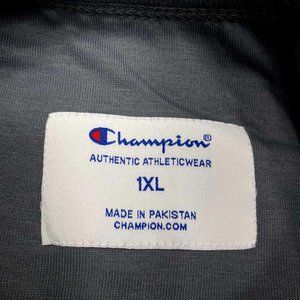 Champion®
AUTHENTIC ATHLETICWEAR
1XL
MADE IN PAKISTAN
CHAMPION.COM